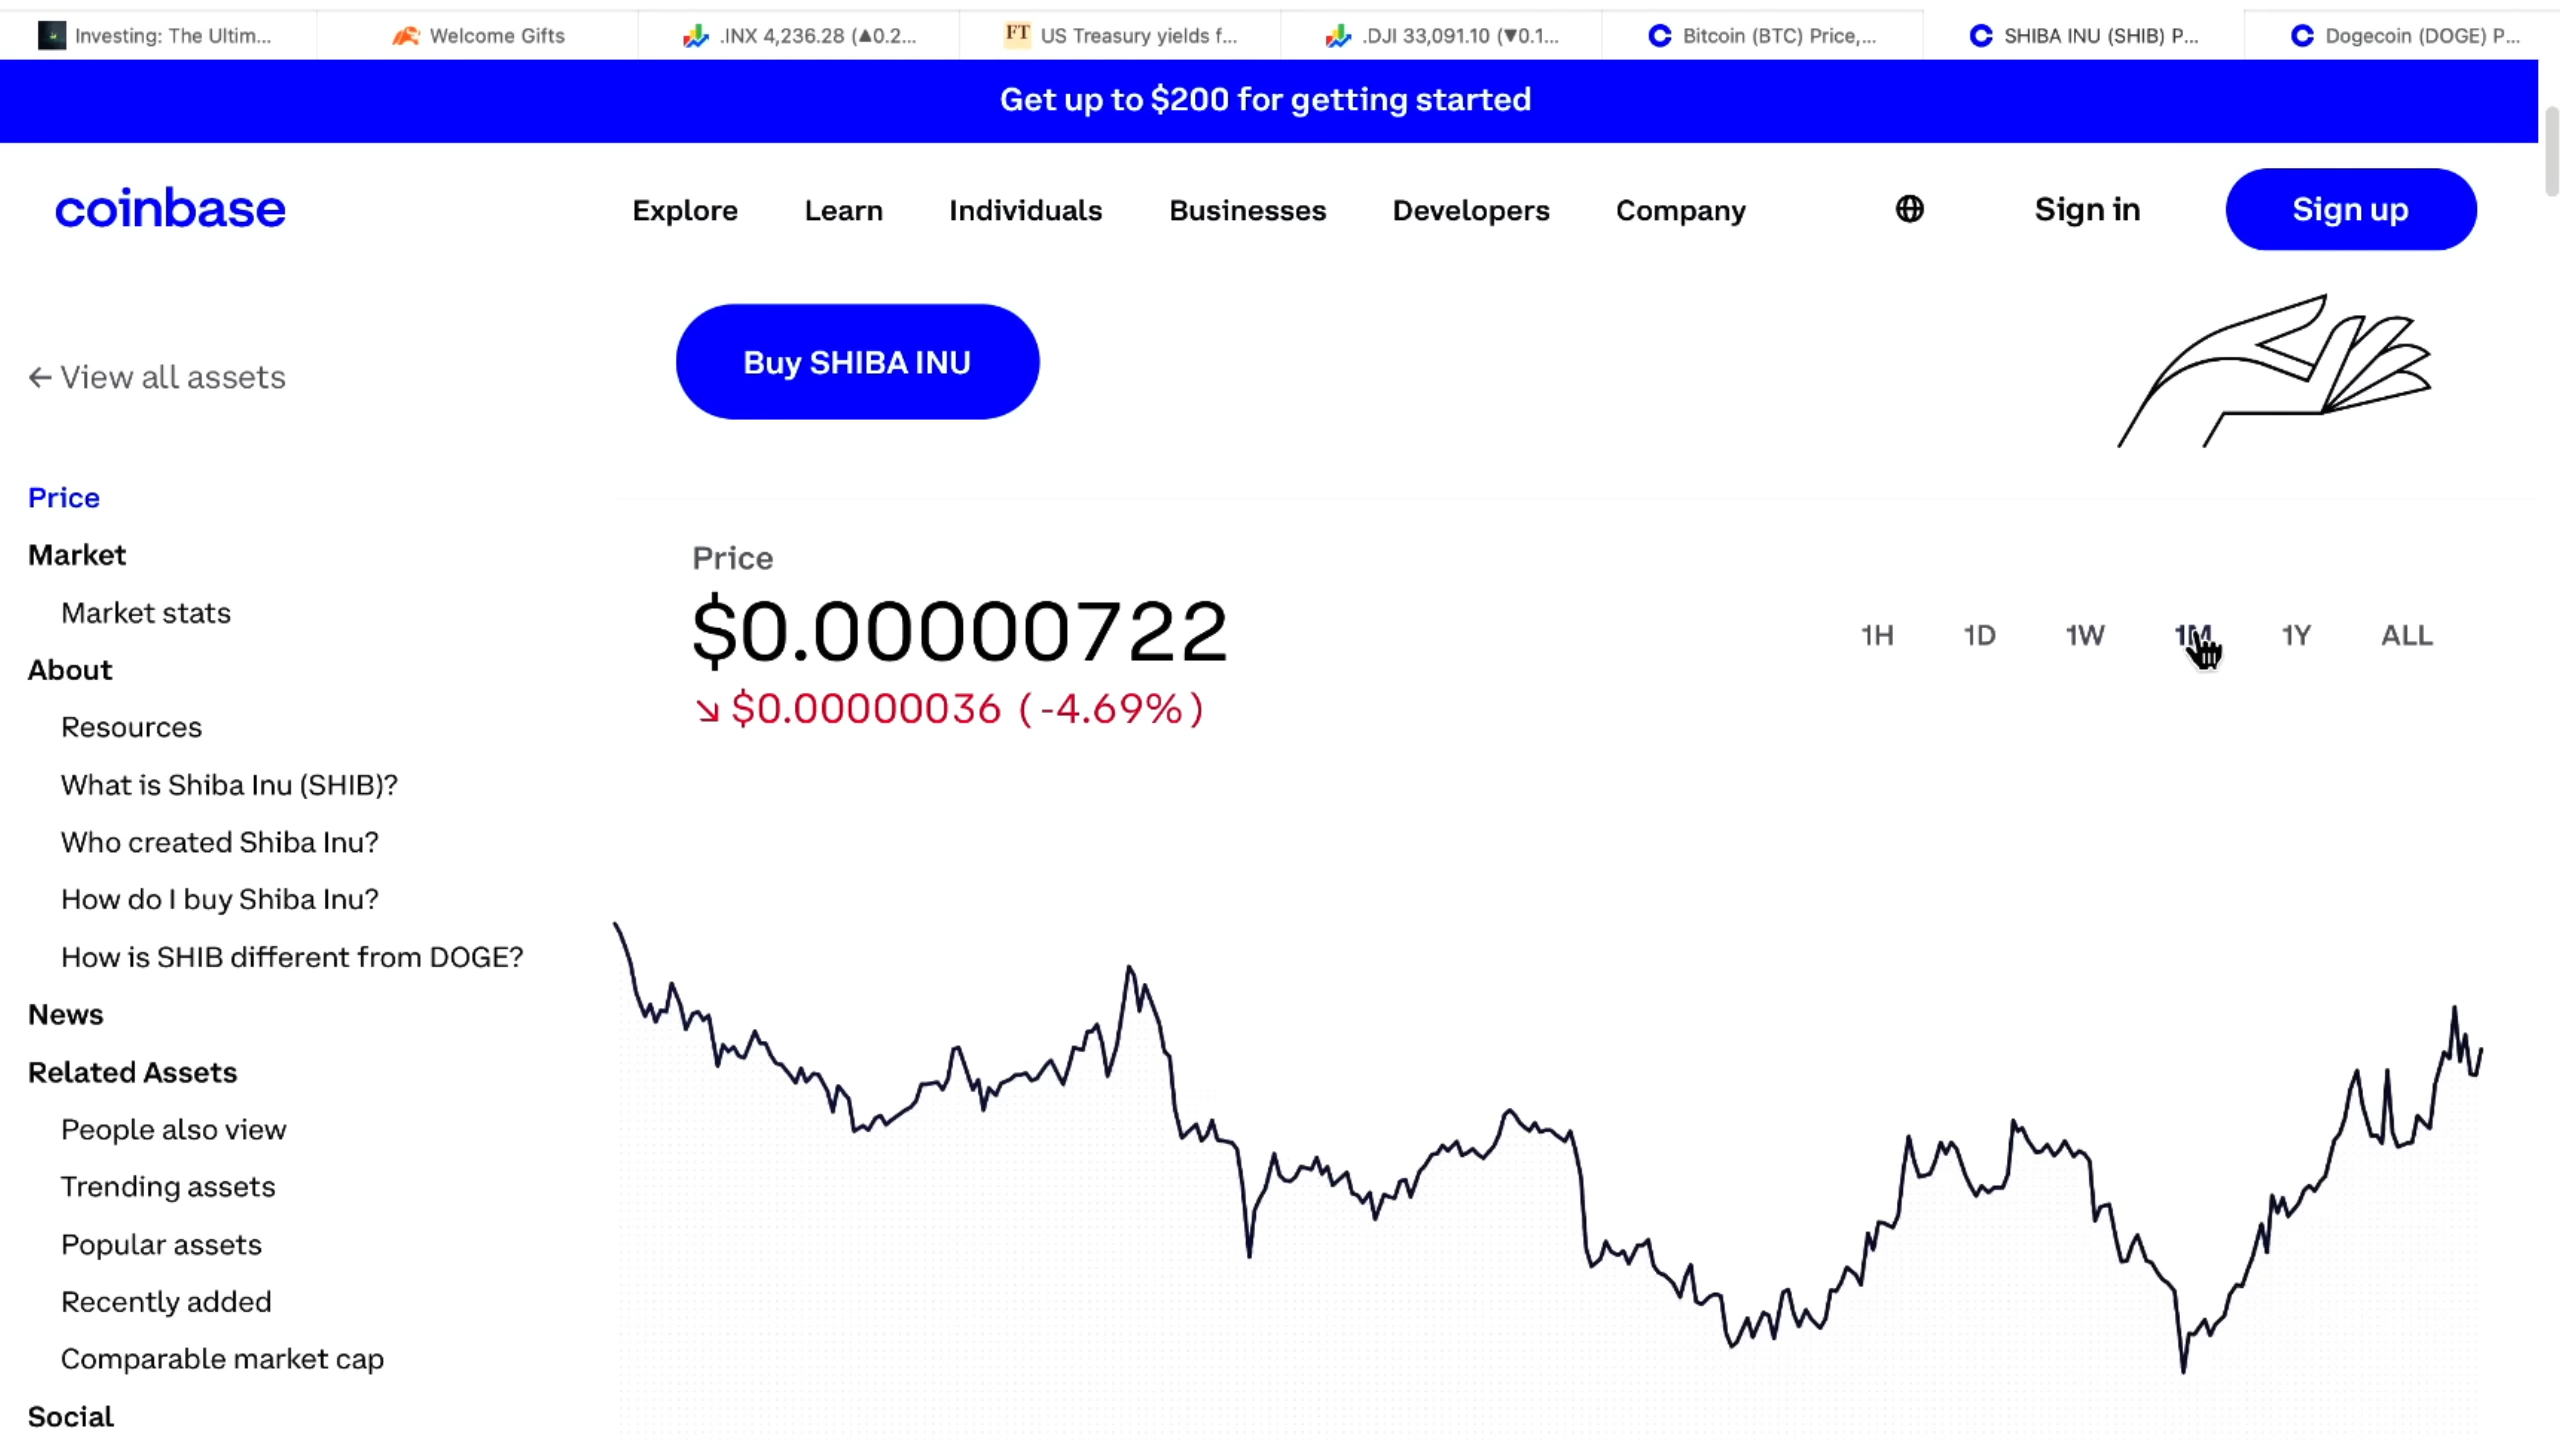 Investing: The Ultim...
Welcome Gifts
.INX 4,236.28 (▲0.2...
FT US Treasury yields f...
.DJI 33,091.10 (▼0.1...
Bitcoin (BTC) Price,...
SHIBA INU (SHIB) P...
Dogecoin (DOGE) P...
Get up to $200 for getting started
coinbase
Explore
Learn
Individuals
Businesses
Developers
Company
Sign in
Sign up
Buy SHIBA INU
← View all assets
Price
Market
Market stats
About
Resources
What is Shiba Inu (SHIB)?
Who created Shiba Inu?
How do I buy Shiba Inu?
How is SHIB different from DOGE?
News
Related Assets
People also view
Trending assets
Popular assets
Recently added
Comparable market cap
Social
Price
$0.00000722
↘ $0.00000036 (-4.69%)
1H
1D
1W
1M
1Y
ALL